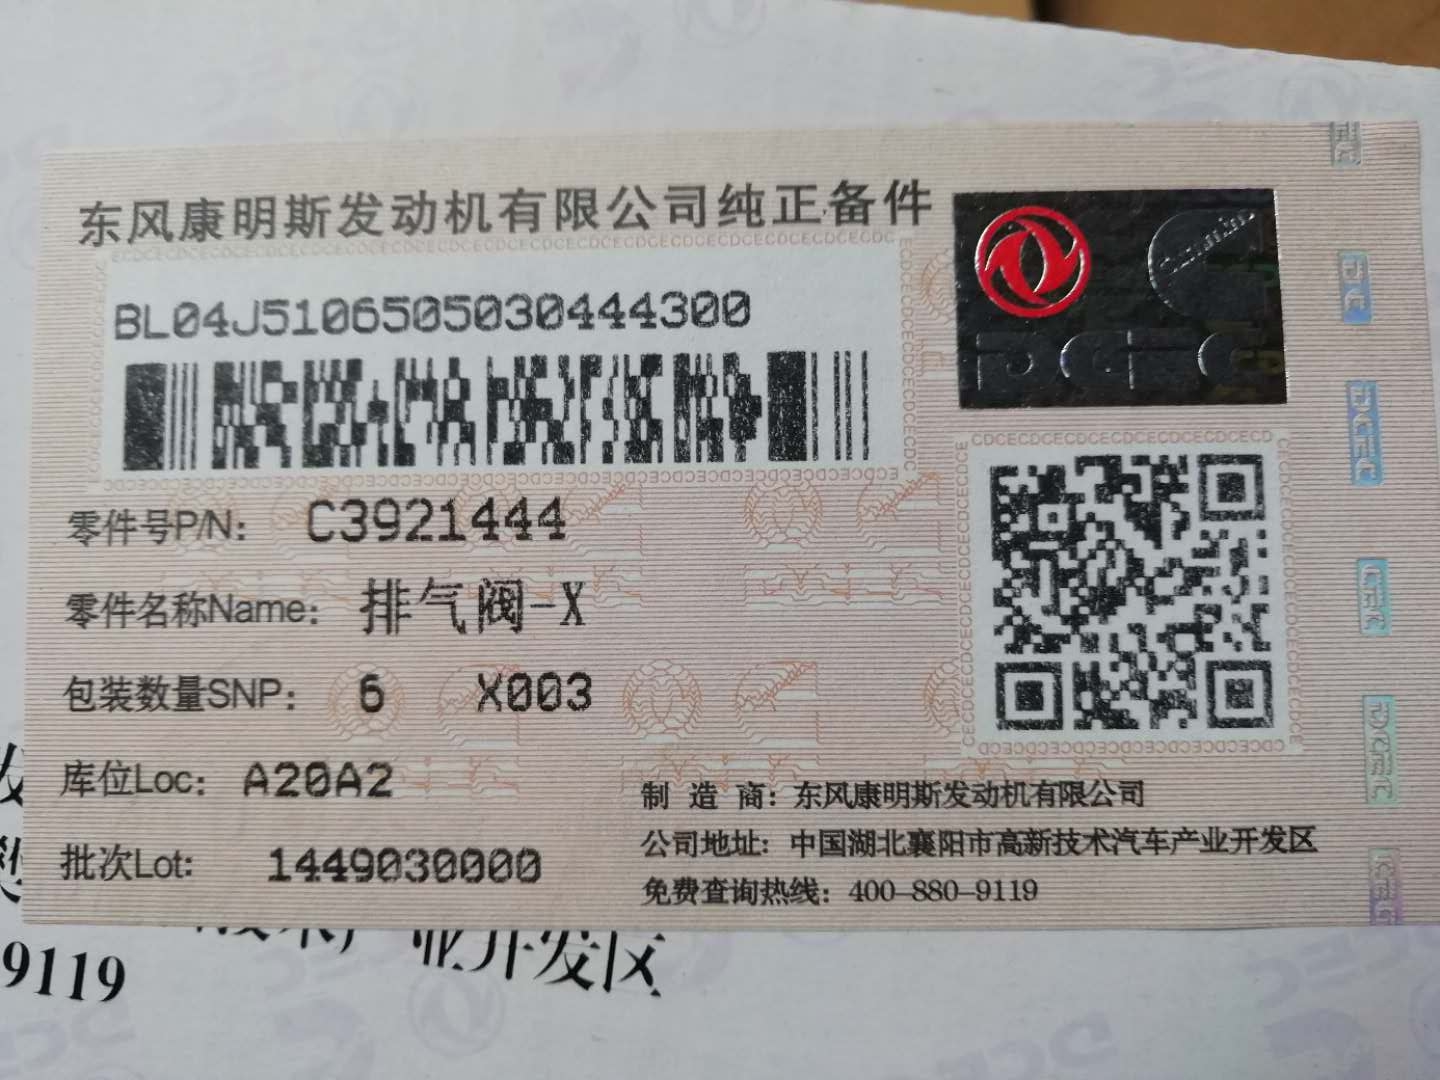 东风康明斯发动机有限公司纯正备件
BL04J5106505030444300
零件号P/N: C3921444
零件名称Name: 排气阀-X
包装数量SNP: 6 X003
库位Loc: A20A2
批次Lot: 1449030000
制 造 商: 东风康明斯发动机有限公司
公司地址: 中国湖北襄阳市高新技术汽车产业开发区
免费查询热线: 400-880-9119
DCEC
业开发区
9119